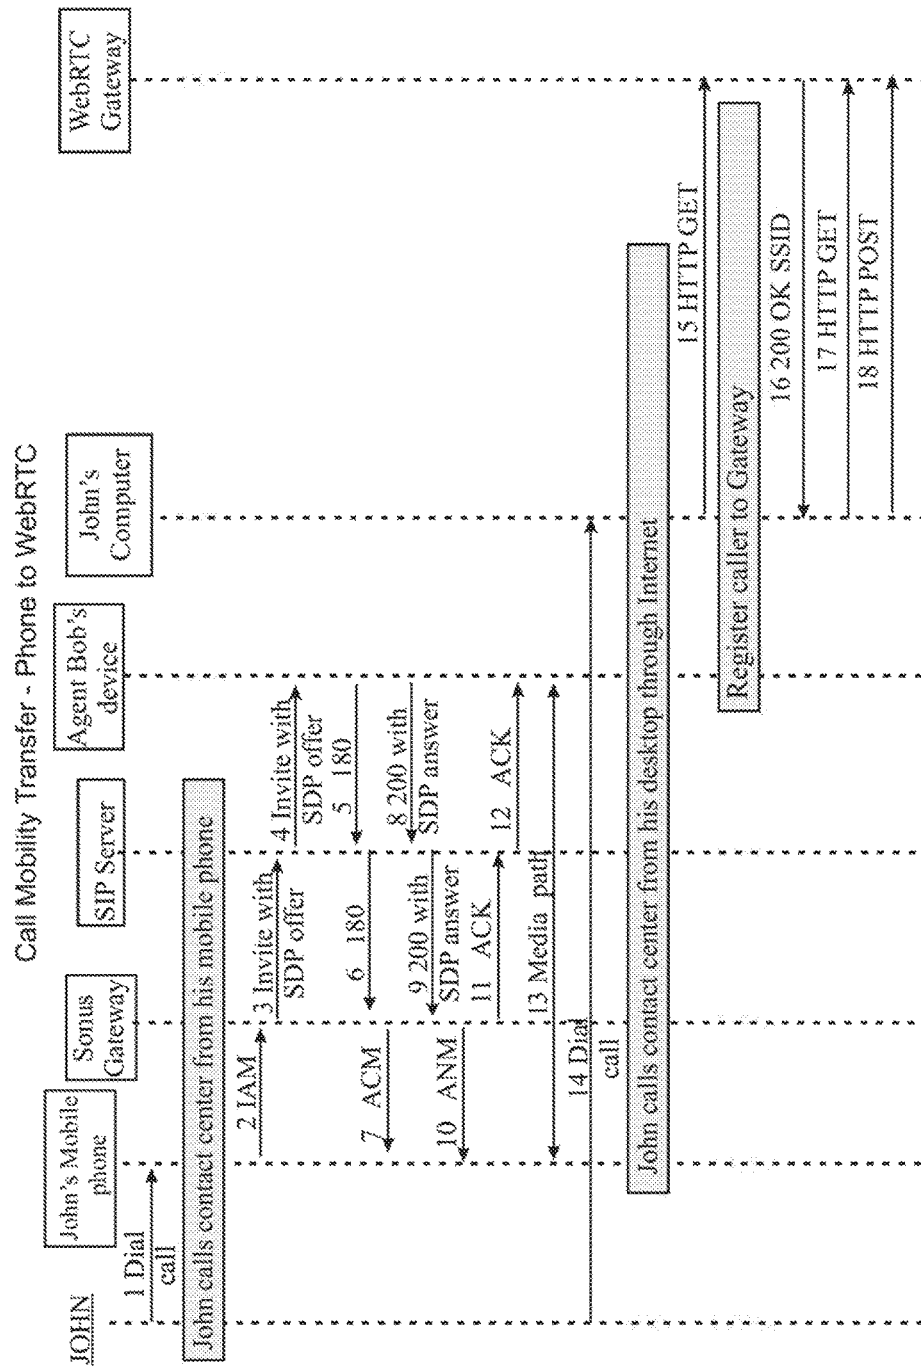 Call Mobility Transfer - Phone to WebRTC
JOHN
John's Mobile
phone
Sonus
Gateway
SIP Server
Agent Bob's
device
John's
Computer
WebRTC
Gateway
1 Dial
call
John calls contact center from his mobile phone
2 IAM
3 Invite with
SDP offer
4 Invite with
SDP offer
5 180
6 180
7 ACM
8 200 with
SDP answer
9 200 with
SDP answer
10 ANM
11 ACK
12 ACK
13 Media path
14 Dial
call
John calls contact center from his desktop through Internet
15 HTTP GET
Register caller to Gateway
16 200 OK SSID
17 HTTP GET
18 HTTP POST